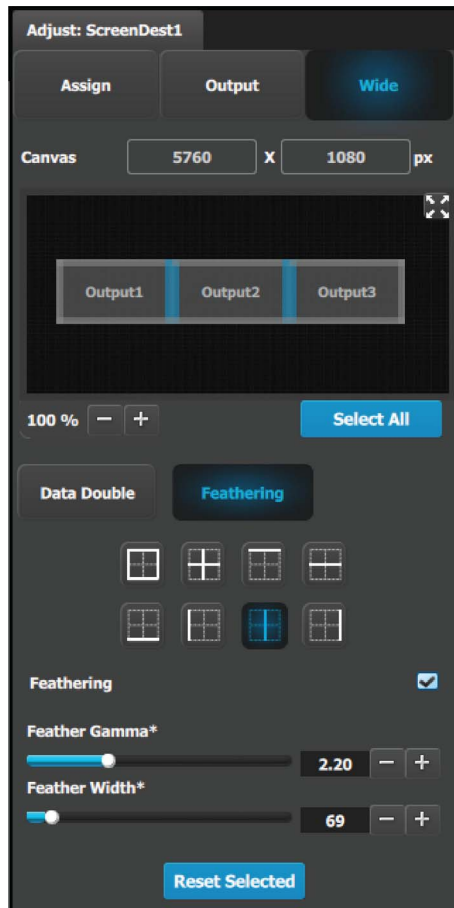 Adjust: ScreenDest1
Assign Output Wide
Canvas 5760 X 1080 px
Output1 Output2 Output3
100 % − + Select All
Data Double Feathering
Feathering
Feather Gamma*
2.20 − +
Feather Width*
69 − +
Reset Selected